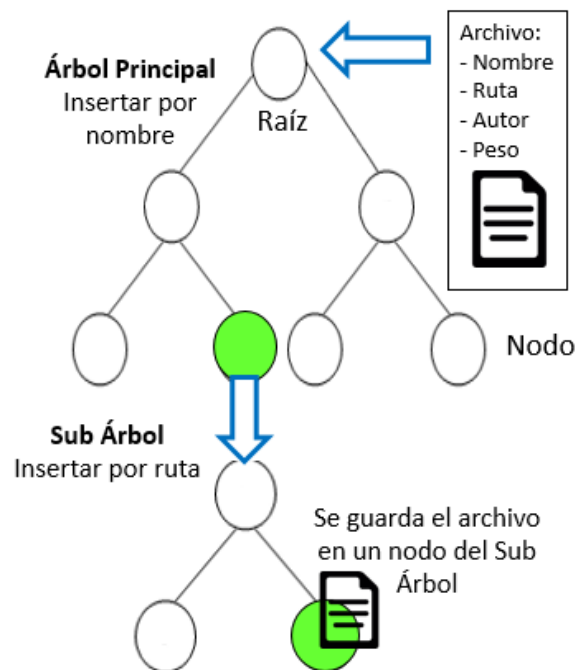 Árbol Principal
Insertar por
nombre
Raíz
Archivo:
- Nombre
- Ruta
- Autor
- Peso
Nodo
Sub Árbol
Insertar por ruta
Se guarda el archivo
en un nodo del Sub
Árbol